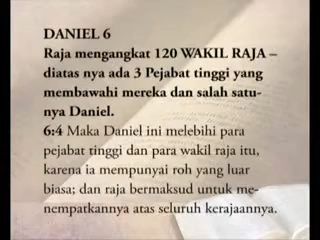 DANIEL 6
Raja mengangkat 120 WAKIL RAJA –
diatas nya ada 3 Pejabat tinggi yang
membawahi mereka dan salah satu-
nya Daniel.
6:4 Maka Daniel ini melebihi para
pejabat tinggi dan para wakil raja itu,
karena ia mempunyai roh yang luar
biasa; dan raja bermaksud untuk me-
nempatkannya atas seluruh kerajaannya.